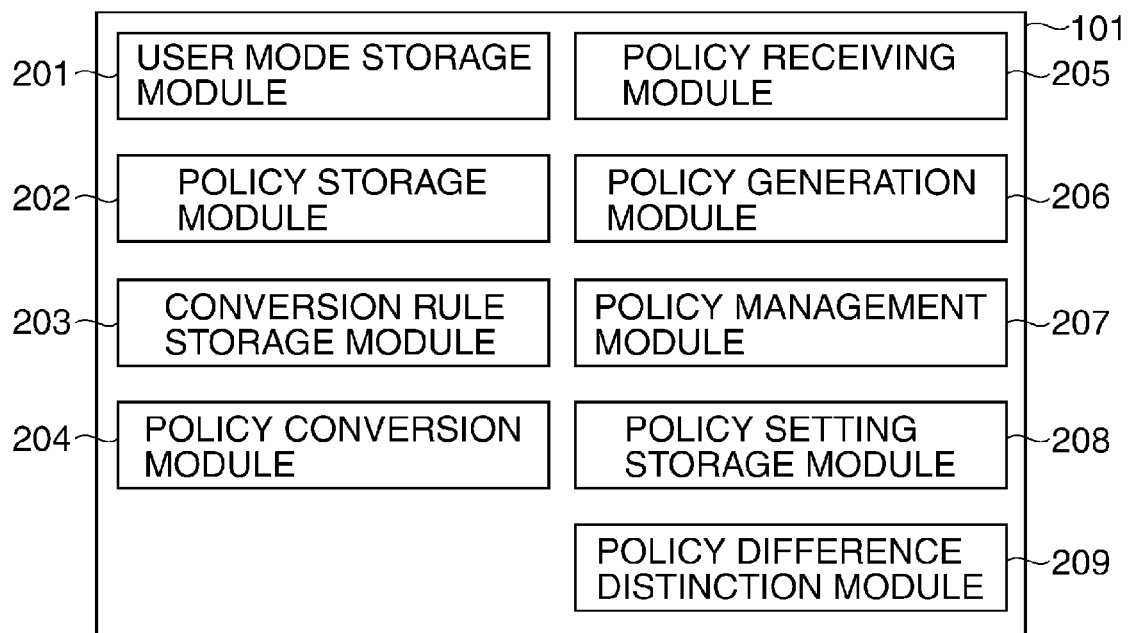 101
201
USER MODE STORAGE
MODULE
POLICY RECEIVING
MODULE
205
202
POLICY STORAGE
MODULE
POLICY GENERATION
MODULE
206
203
CONVERSION RULE
STORAGE MODULE
POLICY MANAGEMENT
MODULE
207
204
POLICY CONVERSION
MODULE
POLICY SETTING
STORAGE MODULE
208
POLICY DIFFERENCE
DISTINCTION MODULE
209